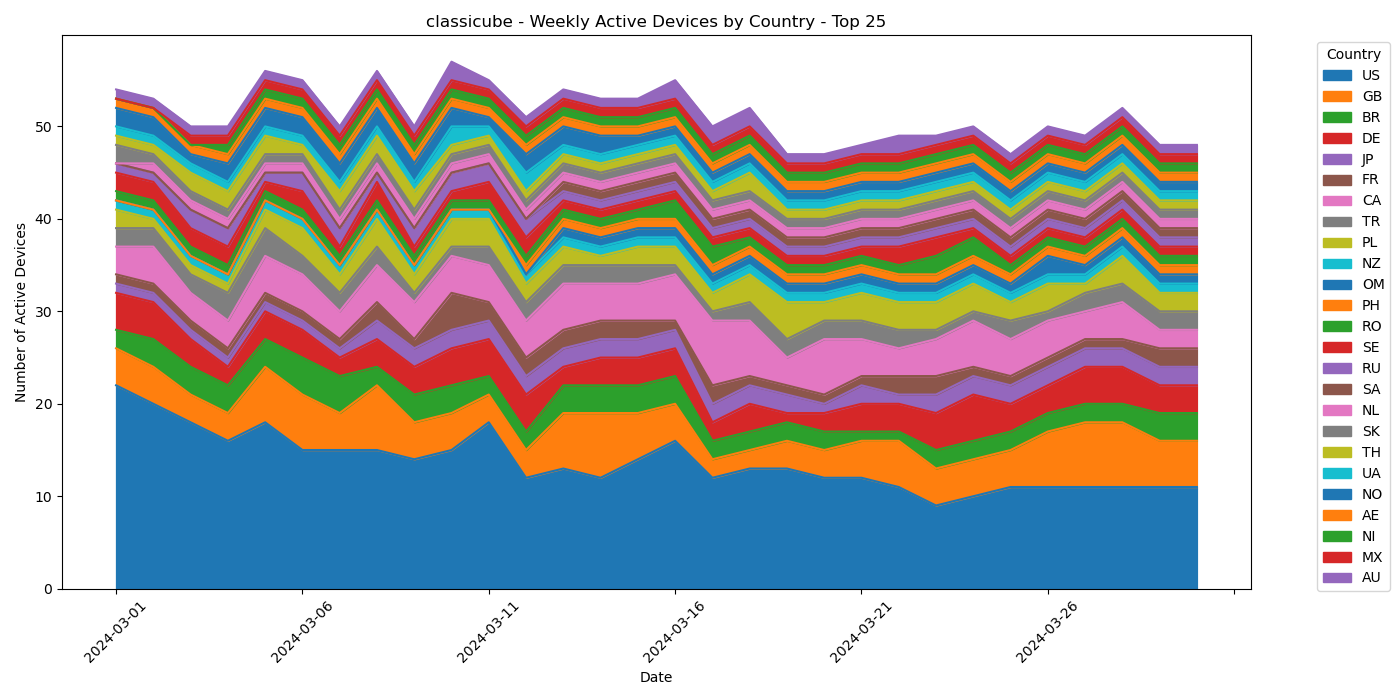 classicube - Weekly Active Devices by Country - Top 25
Number of Active Devices
50
40
30
20
10
0
2024-03-01
2024-03-06
2024-03-11
2024-03-16
2024-03-21
2024-03-26
Date
Country
US
GB
BR
DE
JP
FR
CA
TR
PL
NZ
OM
PH
RO
SE
RU
SA
NL
SK
TH
UA
NO
AE
NI
MX
AU